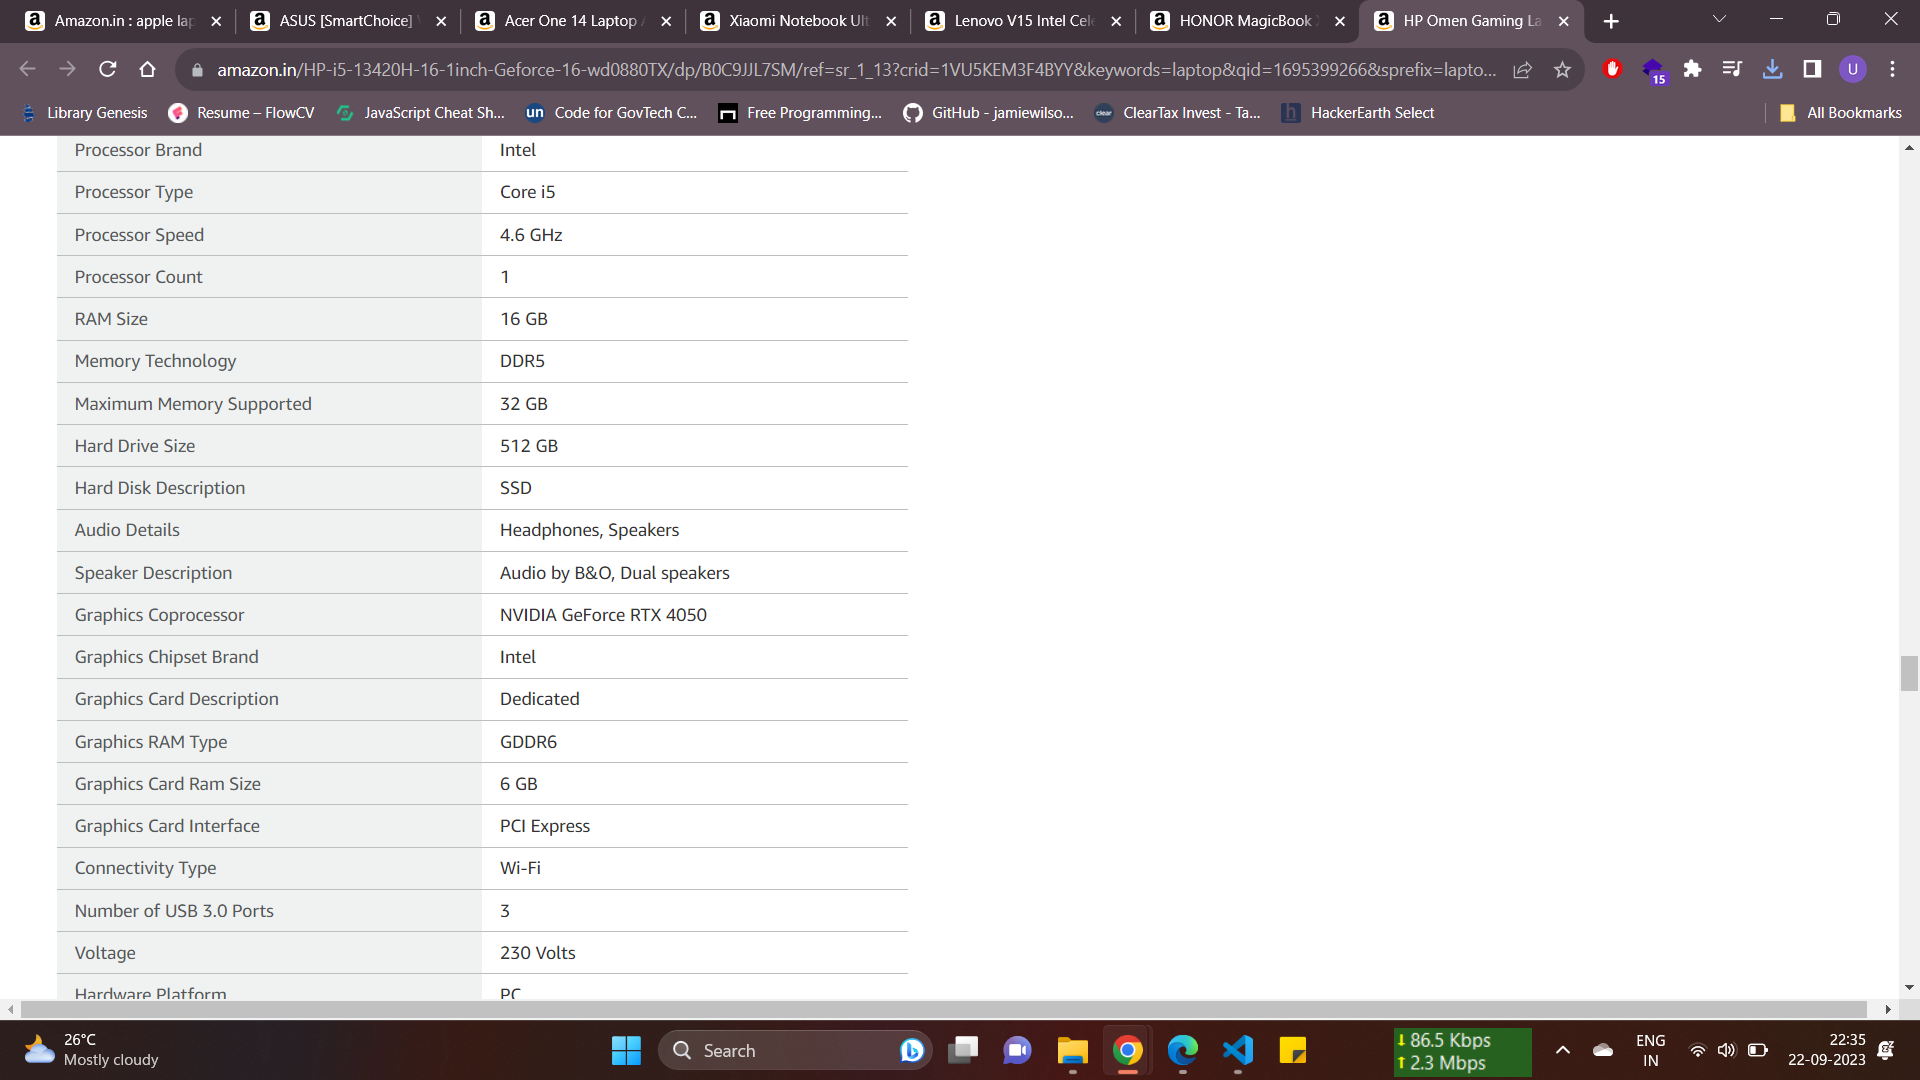 Amazon.in : apple lap
ASUS [SmartChoice]
Acer One 14 Laptop
Xiaomi Notebook Ult
Lenovo V15 Intel Cel
HONOR MagicBook
HP Omen Gaming La
amazon.in/HP-i5-13420H-16-1inch-Geforce-16-wd0880TX/dp/B0C9JJL7SM/ref=sr_1_13?crid=1VU5KEM3F4BYY&keywords=laptop&qid=1695399266&sprefix=lapto...
15
U
Library Genesis
Resume – FlowCV
JavaScript Cheat Sh...
un
Code for GovTech C...
Free Programming...
GitHub - jamiewilso...
clear
ClearTax Invest - Ta...
h
HackerEarth Select
All Bookmarks
Processor Brand Intel
Processor Type Core i5
Processor Speed 4.6 GHz
Processor Count 1
RAM Size 16 GB
Memory Technology DDR5
Maximum Memory Supported 32 GB
Hard Drive Size 512 GB
Hard Disk Description SSD
Audio Details Headphones, Speakers
Speaker Description Audio by B&O, Dual speakers
Graphics Coprocessor NVIDIA GeForce RTX 4050
Graphics Chipset Brand Intel
Graphics Card Description Dedicated
Graphics RAM Type GDDR6
Graphics Card Ram Size 6 GB
Graphics Card Interface PCI Express
Connectivity Type Wi-Fi
Number of USB 3.0 Ports 3
Voltage 230 Volts
Hardware Platform PC
26°C
Mostly cloudy
Search
86.5 Kbps
2.3 Mbps
ENG
IN
22:35
22-09-2023